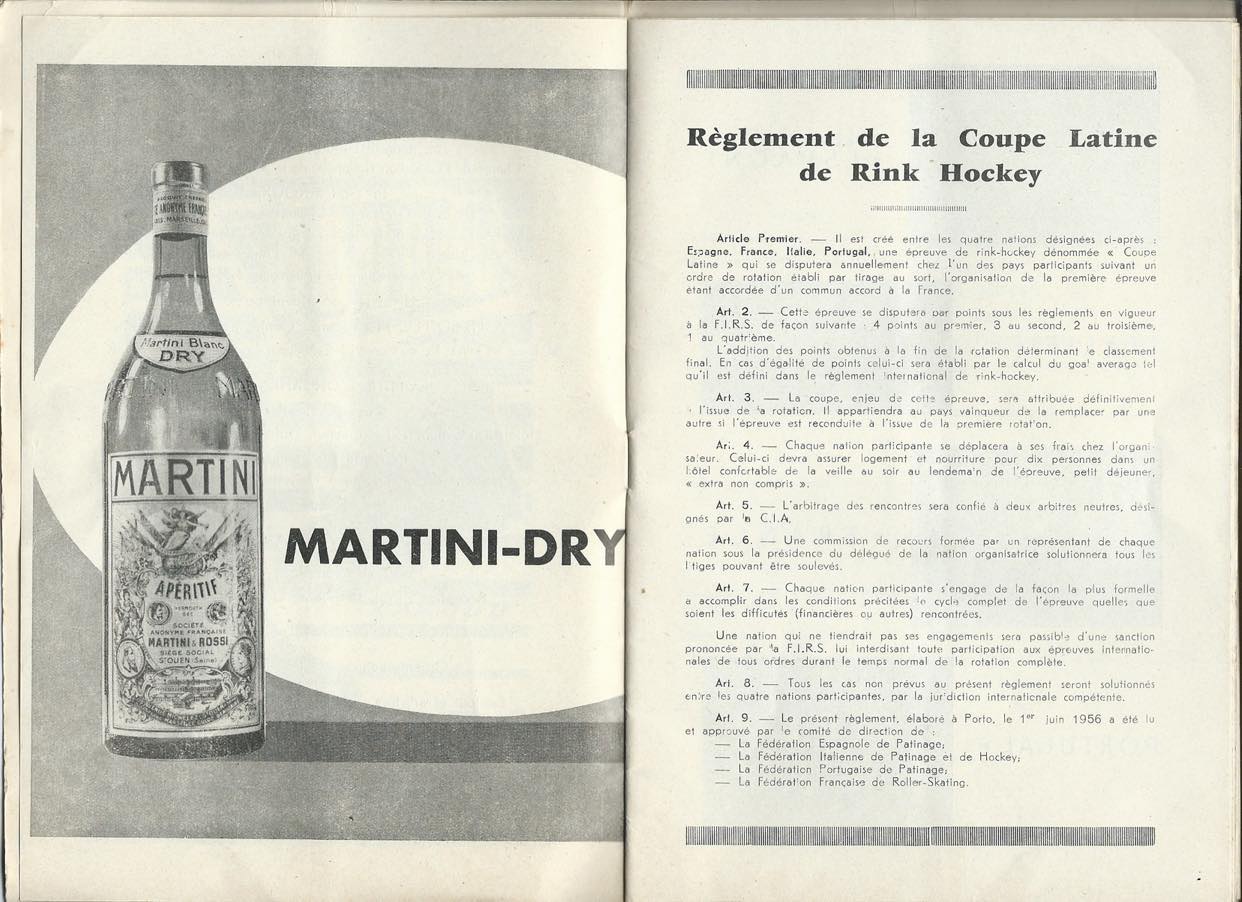 SOCIÉTÉ ANONYME FRANÇAISE
Martini Blanc
DRY
MARTINI
APÉRITIF
VERMOUTH
SEC
SOCIÉTÉ
ANONYME FRANÇAISE
MARTINI & ROSSI
SIÈGE SOCIAL
ST OUEN (Seine)
MARTINI-DRY
Règlement de la Coupe Latine
de Rink Hockey
Article Premier. — Il est créé entre les quatre nations désignées ci-après :
Espagne, France, Italie, Portugal, une épreuve de rink-hockey dénommée « Coupe
Latine » qui se disputera annuellement chez l'un des pays participants suivant un
ordre de rotation établi par tirage au sort, l'organisation de la première épreuve
étant accordée d'un commun accord à la France.
Art. 2. — Cette épreuve se disputera par points sous les règlements en vigueur
à la F.I.R.S. de façon suivante : 4 points au premier, 3 au second, 2 au troisième,
1 au quatrième.
L'addition des points obtenus à la fin de la rotation déterminant le classement
final. En cas d'égalité de points celui-ci sera établi par le calcul du goal average tel
qu'il est défini dans le règlement international de rink-hockey.
Art. 3. — La coupe, enjeu de cette épreuve, sera attribuée définitivement
à l'issue de la rotation. Il appartiendra au pays vainqueur de la remplacer par une
autre si l'épreuve est reconduite à l'issue de la première rotation.
Art. 4. — Chaque nation participante se déplacera à ses frais chez l'organi-
sateur. Celui-ci devra assurer logement et nourriture pour dix personnes dans un
hôtel confortable de la veille au soir au lendemain de l'épreuve, petit déjeuner,
« extra non compris ».
Art. 5. — L'arbitrage des rencontres sera confié à deux arbitres neutres, dési-
gnés par la C.I.A.
Art. 6. — Une commission de recours formée par un représentant de chaque
nation sous la présidence du délégué de la nation organisatrice solutionnera tous les
litiges pouvant être soulevés.
Art. 7. — Chaque nation participante s'engage de la façon la plus formelle
a accomplir dans les conditions précitées le cycle complet de l'épreuve quelles que
soient les difficutés (financières ou autres) rencontrées.
Une nation qui ne tiendrait pas ses engagements sera passible d'une sanction
prononcée par la F.I.R.S. lui interdisant toute participation aux épreuves internatio-
nales de tous ordres durant le temps normal de la rotation complète.
Art. 8. — Tous les cas non prévus au présent règlement seront solutionnés
entre les quatre nations participantes, par la juridiction internationale compétente.
Art. 9. — Le présent règlement, élaboré à Porto, le 1er juin 1956 a été lu
et approuvé par le comité de direction de :
— La Fédération Espagnole de Patinage;
— La Fédération Italienne de Patinage et de Hockey;
— La Fédération Portugaise de Patinage;
— La Fédération Française de Roller-Skating.